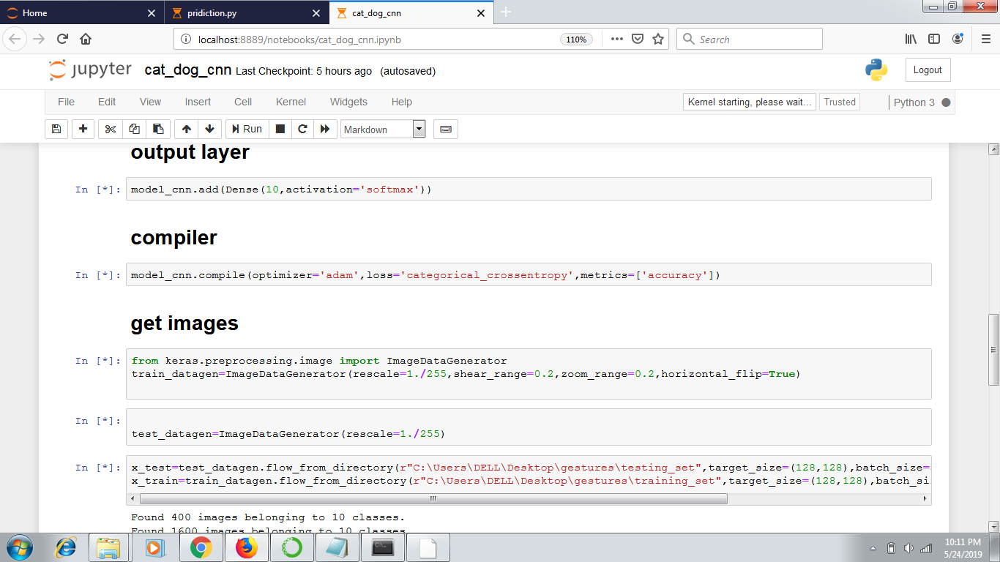 Home
pridiction.py
cat_dog_cnn
localhost:8889/notebooks/cat_dog_cnn.ipynb
110%
Search
jupyter cat_dog_cnn Last Checkpoint: 5 hours ago (autosaved)
Logout
File Edit View Insert Cell Kernel Widgets Help
Kernel starting, please wait...
Trusted
Python 3
Run
Markdown
output layer
In [*]: model_cnn.add(Dense(10,activation='softmax'))
compiler
In [*]: model_cnn.compile(optimizer='adam',loss='categorical_crossentropy',metrics=['accuracy'])
get images
In [*]: from keras.preprocessing.image import ImageDataGenerator
train_datagen=ImageDataGenerator(rescale=1./255,shear_range=0.2,zoom_range=0.2,horizontal_flip=True)
In [*]:
test_datagen=ImageDataGenerator(rescale=1./255)
In [*]: x_test=test_datagen.flow_from_directory(r"C:\Users\DELL\Desktop\gestures\testing_set",target_size=(128,128),batch_size=
x_train=train_datagen.flow_from_directory(r"C:\Users\DELL\Desktop\gestures\training_set",target_size=(128,128),batch_si
Found 400 images belonging to 10 classes.
Found 1600 images belonging to 10 classes
10:11 PM
5/24/2019